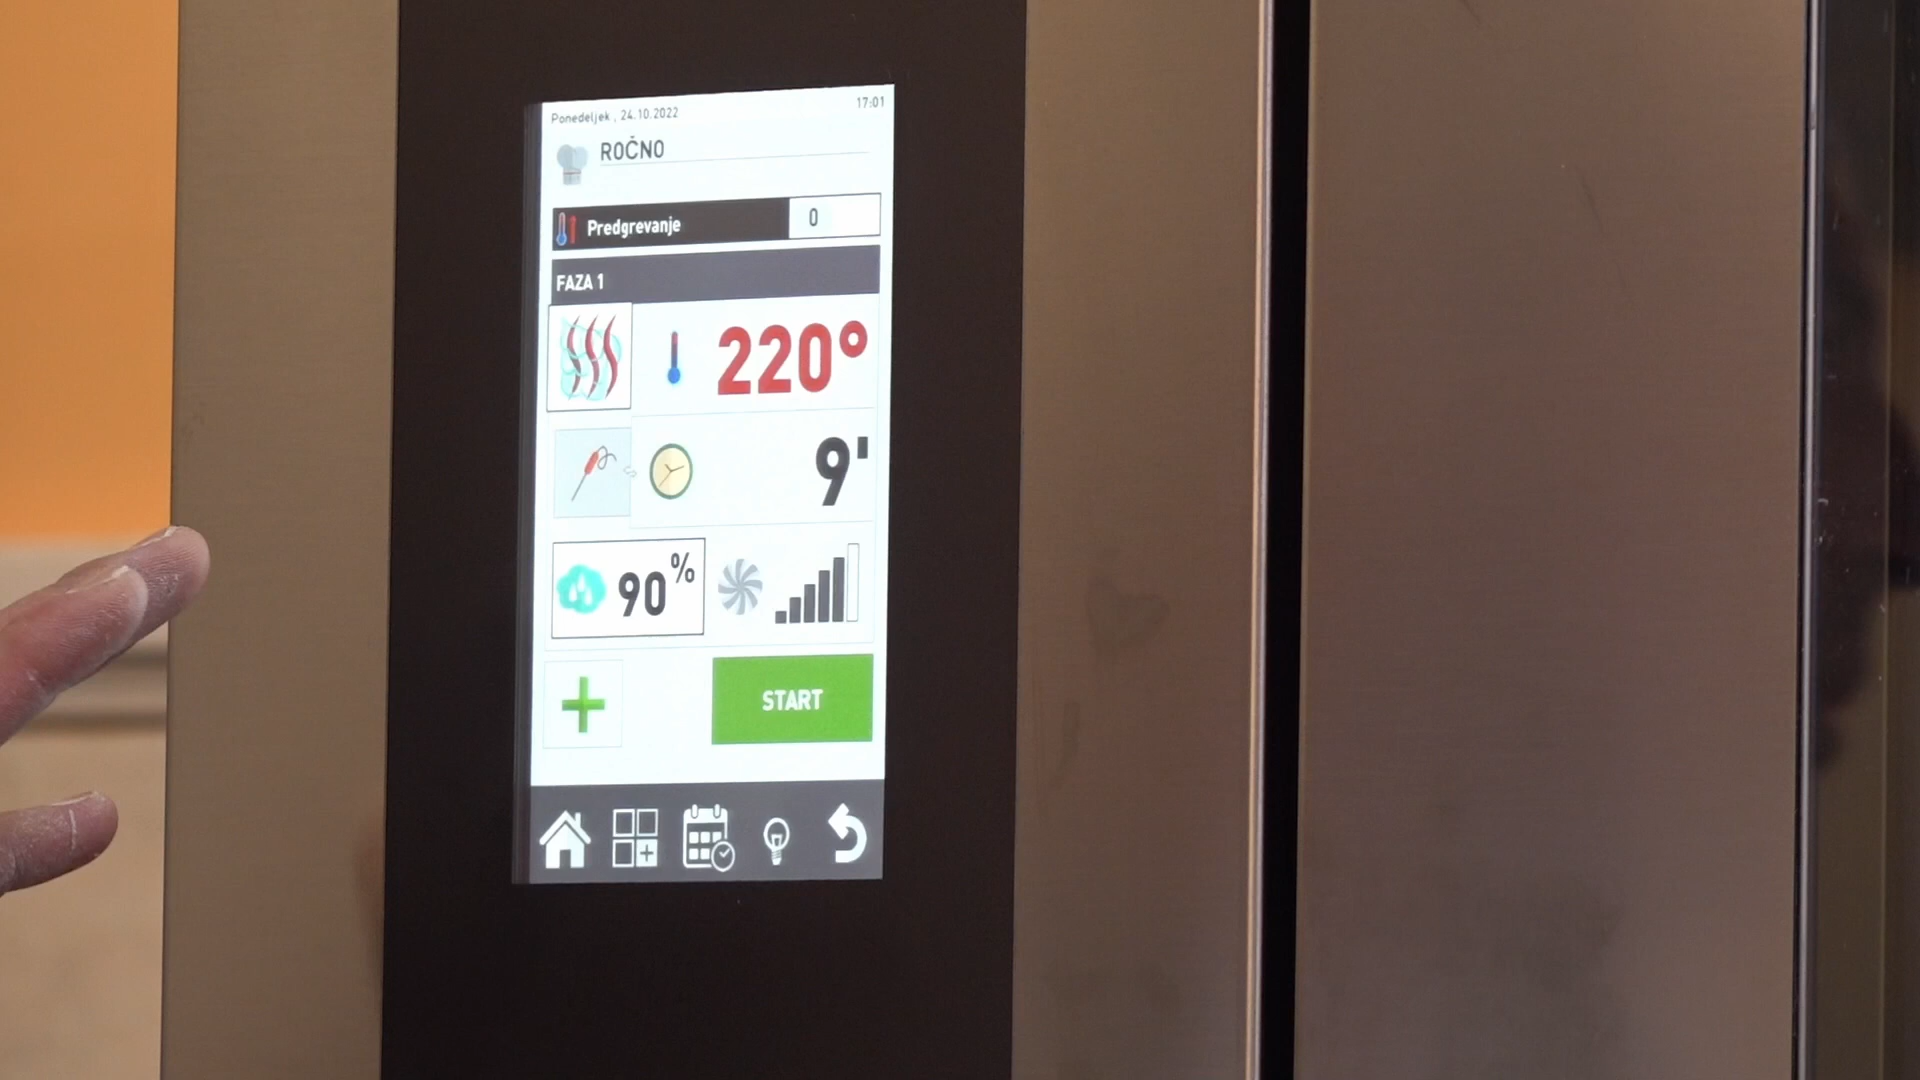 Ponedeljek , 24.10.2022 17:01
ROČNO
Predgrevanje 0
FAZA 1
220°
9'
90%
START